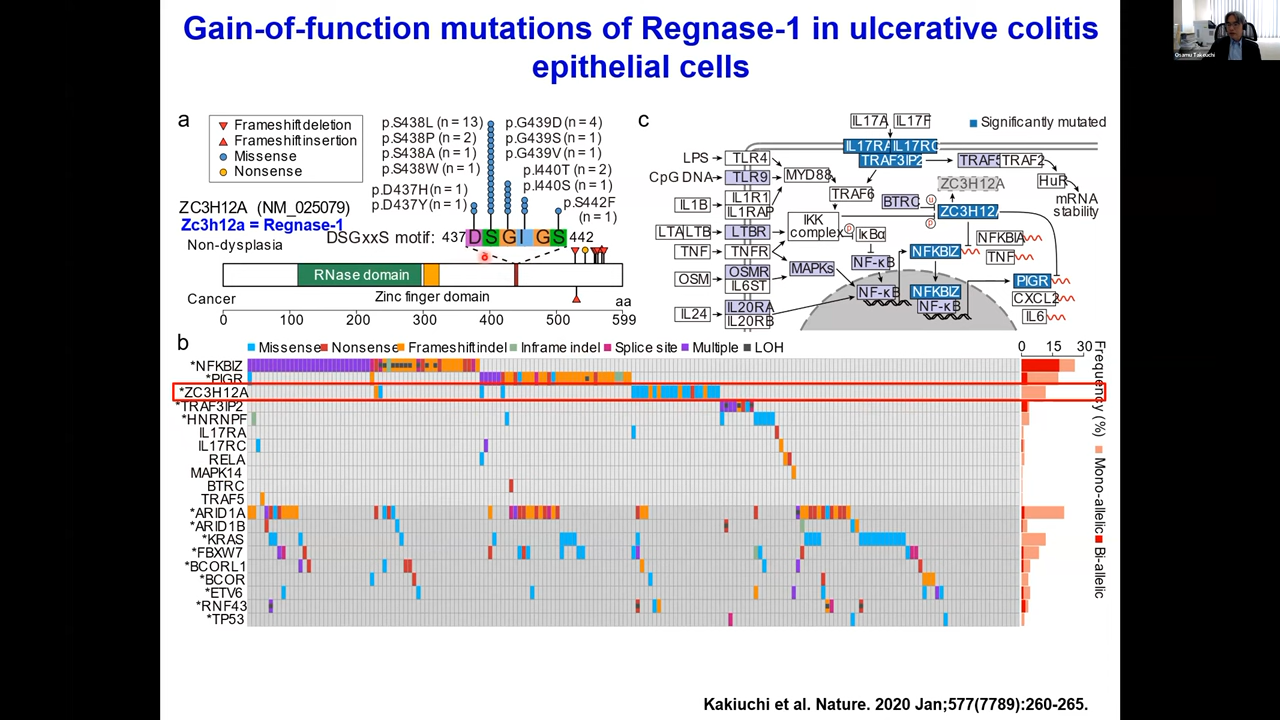 Gain-of-function mutations of Regnase-1 in ulcerative colitis
epithelial cells
Osamu Takeuchi
a
Frameshift deletion
Frameshift insertion
Missense
Nonsense
p.S438L (n = 13)
p.S438P (n = 2)
p.S438A (n = 1)
p.S438W (n = 1)
p.D437H (n = 1)
p.D437Y (n = 1)
p.G439D (n = 4)
p.G439S (n = 1)
p.G439V (n = 1)
p.I440T (n = 2)
p.I440S (n = 1)
p.S442F
(n = 1)
ZC3H12A (NM_025079)
Zc3h12a = Regnase-1
Non-dysplasia
DSGxxS motif: 437 D S G I G S 442
RNase domain
Zinc finger domain
Cancer
aa
0 100 200 300 400 500 599
c
Significantly mutated
IL17A IL17F
IL17RA IL17RC
TRAF3IP2
TRAF5 TRAF2
HuR
mRNA
stability
LPS
TLR4
CpG DNA
TLR9
MYD88
IL1B
IL1R1
IL1RAP
TRAF6
BTRC
ZC3H12A
ZC3H12A
u
P
P
LTA LTB
LTBR
IKK
complex
IκBα
TNF
TNFR
NF-κB
NFKBIZ
NFKBIA
TNF
OSM
OSMR
IL6ST
MAPKs
IL24
IL20RA
IL20RB
NF-κB
NFKBIZ
NF-κB
PIGR
CXCL2
IL6
b
Missense Nonsense Frameshift indel Inframe indel Splice site Multiple LOH
0 15 30
*NFKBIZ
*PIGR
*ZC3H12A
*TRAF3IP2
*HNRNPF
IL17RA
IL17RC
RELA
MAPK14
BTRC
TRAF5
*ARID1A
*ARID1B
*KRAS
*FBXW7
*BCORL1
*BCOR
*ETV6
*RNF43
*TP53
Frequency (%)
Mono-allelic
Bi-allelic
Kakiuchi et al. Nature. 2020 Jan;577(7789):260-265.